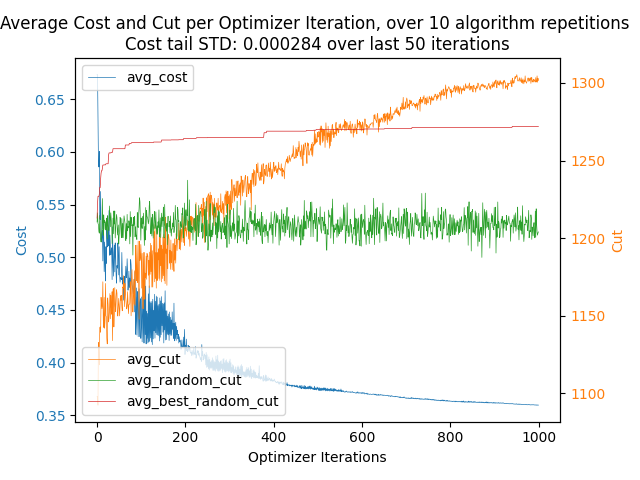 Average Cost and Cut per Optimizer Iteration, over 10 algorithm repetitions
Cost tail STD: 0.000284 over last 50 iterations
avg_cost
0.65
0.60
0.55
0.50
0.45
0.40
0.35
Cost
1300
1250
1200
1150
1100
Cut
avg_cut
avg_random_cut
avg_best_random_cut
0
200
400
600
800
1000
Optimizer Iterations